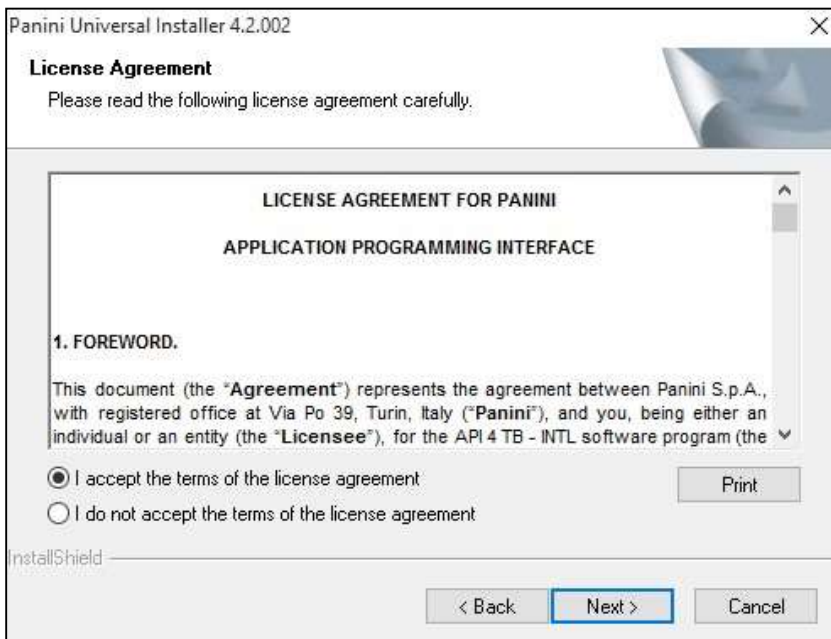 Panini Universal Installer 4.2.002
License Agreement
Please read the following license agreement carefully.
LICENSE AGREEMENT FOR PANINI
APPLICATION PROGRAMMING INTERFACE
1. FOREWORD.
This document (the “Agreement”) represents the agreement between Panini S.p.A.,
with registered office at Via Po 39, Turin, Italy (“Panini”), and you, being either an
individual or an entity (the “Licensee”), for the API 4 TB - INTL software program (the
I accept the terms of the license agreement
Print
I do not accept the terms of the license agreement
InstallShield
< Back
Next >
Cancel